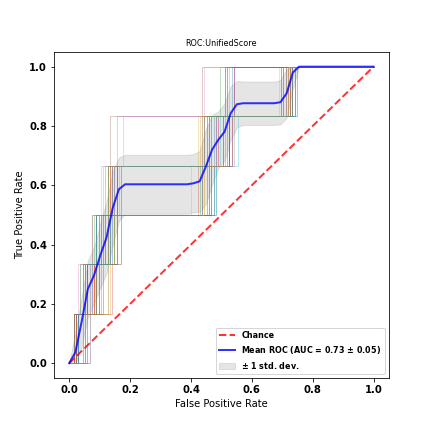 ROC:UnifiedScore
True Positive Rate
1.0
0.8
0.6
0.4
0.2
0.0
Chance
Mean ROC (AUC = 0.73 ± 0.05)
± 1 std. dev.
0.0 0.2 0.4 0.6 0.8 1.0
False Positive Rate